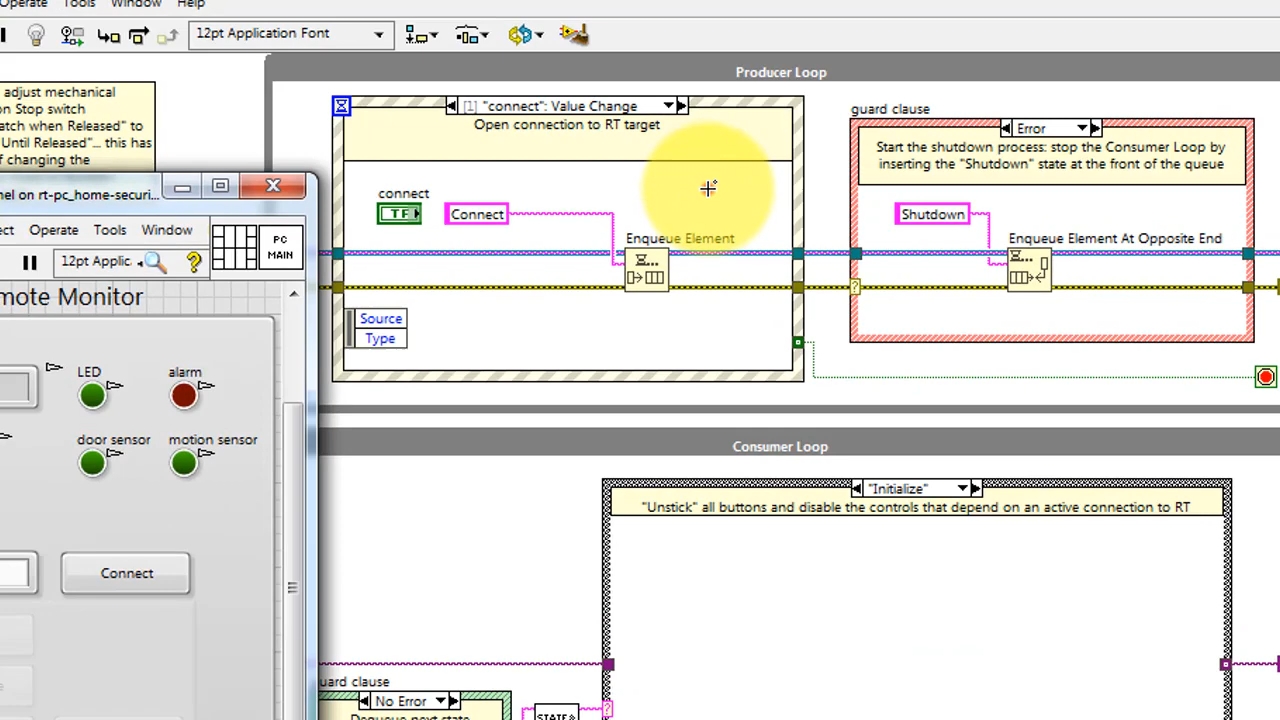 Operate Tools Window Help
12pt Application Font
Producer Loop
adjust mechanical
on Stop switch
atch when Released" to
Until Released"... this has
f changing the
[1] "connect": Value Change
Open connection to RT target
connect
TF
Connect
Enqueue Element
Source
Type
guard clause
Error
Start the shutdown process: stop the Consumer Loop by
inserting the "Shutdown" state at the front of the queue
Shutdown
Enqueue Element At Opposite End
nel on rt-pc_home-securi...
ect Operate Tools Window
PC
MAIN
12pt Applic
?
mote Monitor
LED
alarm
door sensor
motion sensor
Connect
Consumer Loop
"Initialize"
"Unstick" all buttons and disable the controls that depend on an active connection to RT
guard clause
No Error
Dequeue next state
STATE
?